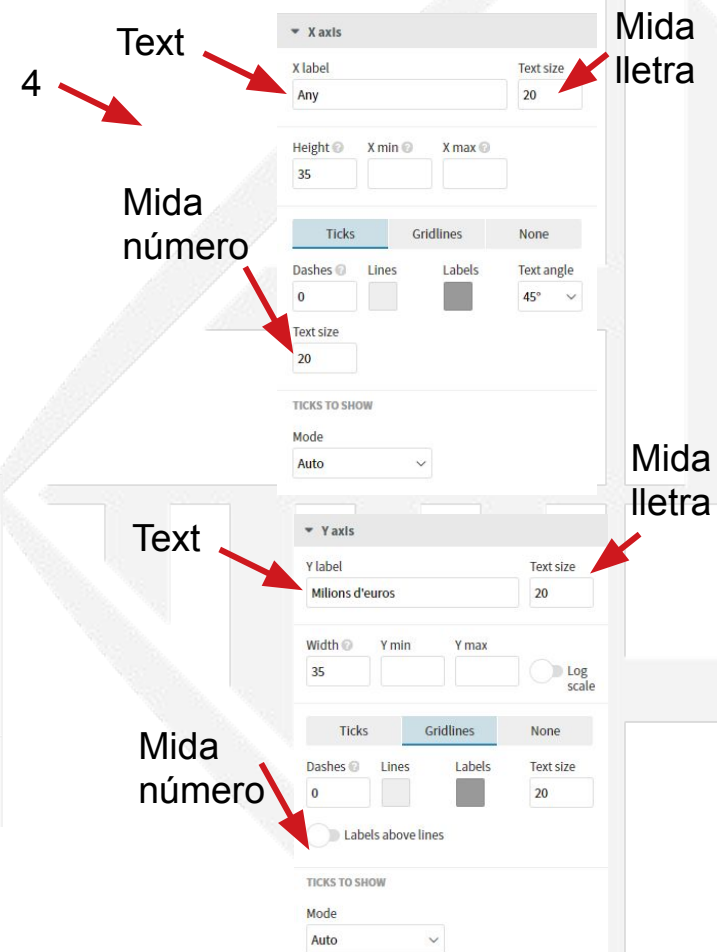 4
Text
Mida
lletra
X axis
X label Text size
Any 20
Height X min X max
35
Mida
número
Ticks Gridlines None
Dashes Lines Labels Text angle
0 45°
Text size
20
TICKS TO SHOW
Mode
Auto
Text
Mida
lletra
Y axis
Y label Text size
Milions d'euros 20
Width Y min Y max
35 Log
scale
Mida
número
Ticks Gridlines None
Dashes Lines Labels Text size
0 20
Labels above lines
TICKS TO SHOW
Mode
Auto